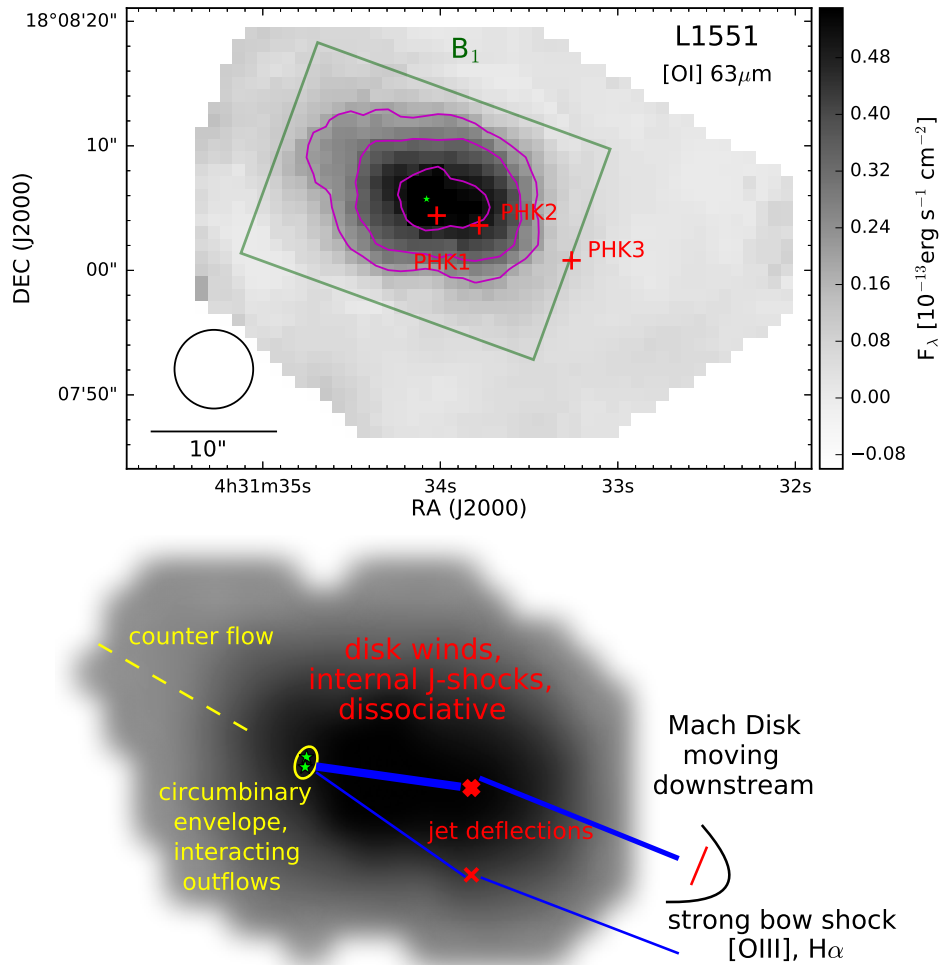 18°08'20"
10"
00"
07'50"
DEC (J2000)
B₁
L1551
[OI] 63μm
PHK2
PHK1
PHK3
10"
4h31m35s
34s
33s
32s
RA (J2000)
0.48
0.40
0.32
0.24
0.16
0.08
0.00
−0.08
F_λ [10⁻¹³erg s⁻¹ cm⁻²]
counter flow
disk winds,
internal J-shocks,
dissociative
Mach Disk
moving
downstream
circumbinary
envelope,
interacting
outflows
jet deflections
strong bow shock
[OIII], Hα